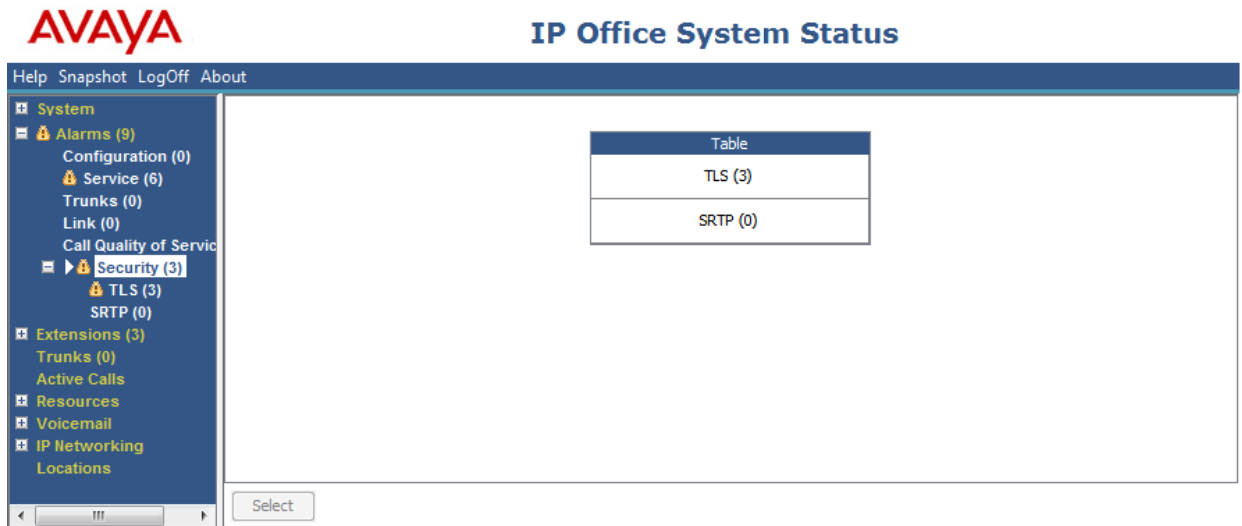 AVAYA
IP Office System Status
Help Snapshot LogOff About
System
Alarms (9)
Configuration (0)
Service (6)
Trunks (0)
Link (0)
Call Quality of Servic
Security (3)
TLS (3)
SRTP (0)
Extensions (3)
Trunks (0)
Active Calls
Resources
Voicemail
IP Networking
Locations
Table
TLS (3)
SRTP (0)
Select